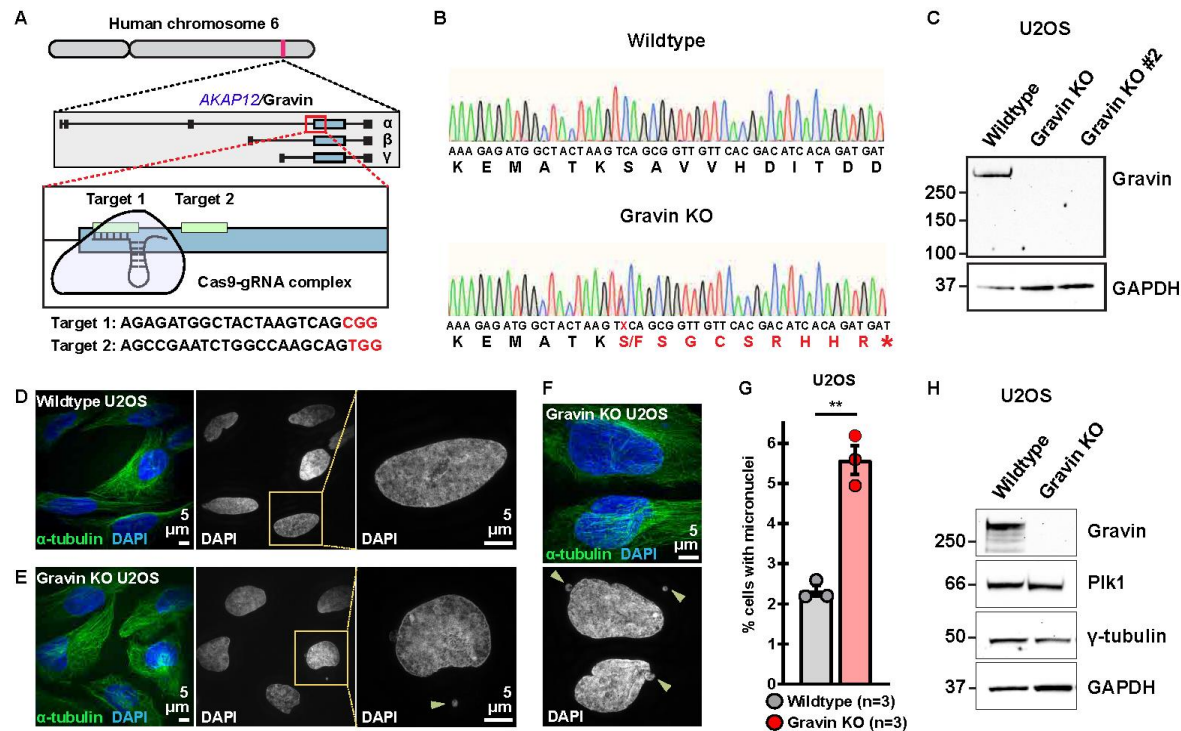 A
Human chromosome 6
AKAP12/Gravin
α
β
γ
Target 1 Target 2
Cas9-gRNA complex
Target 1: AGAGATGGCTACTAAGTCAGCGG
Target 2: AGCCGAATCTGGCCAAGCAGTGG
B
Wildtype
AAA GAG ATG GCT ACT AAG TCA GCG GTT GTT CAC GAC ATC ACA GAT GAT
K E M A T K S A V V H D I T D D
Gravin KO
AAA GAG ATG GCT ACT AAG TXCA GCG GTT GTT CAC GAC ATC ACA GAT GAT
K E M A T K S/F S G C S R H H R *
C
U2OS
Wildtype
Gravin KO
Gravin KO #2
250
150
100
Gravin
37
GAPDH
D
Wildtype U2OS
α-tubulin DAPI
5
µm
DAPI
DAPI
5
µm
E
Gravin KO U2OS
α-tubulin DAPI
5
µm
DAPI
DAPI
5
µm
F
Gravin KO U2OS
α-tubulin DAPI
5
µm
DAPI
G
U2OS
**
% cells with micronuclei
6
5
4
3
2
1
0
Wildtype (n=3)
Gravin KO (n=3)
H
U2OS
Wildtype
Gravin KO
250
Gravin
66
Plk1
50
γ-tubulin
37
GAPDH